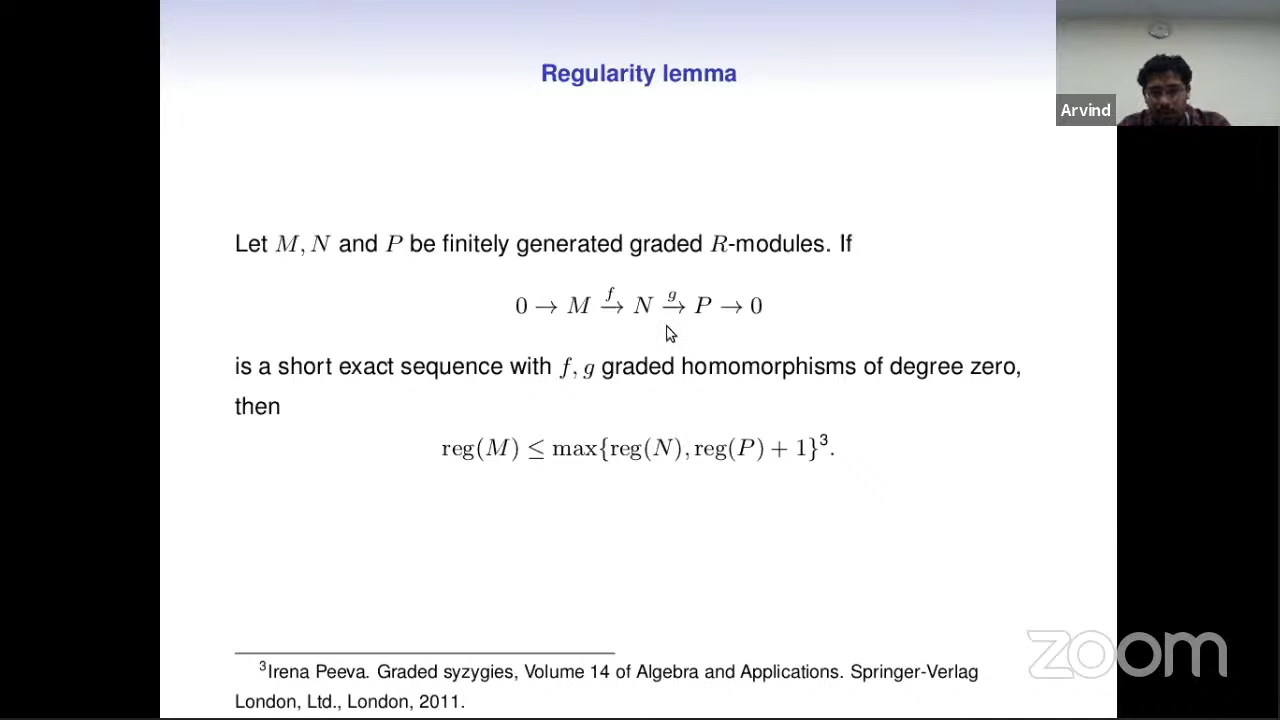 Regularity lemma
Arvind
Let M, N and P be finitely generated graded R-modules. If
0 → M \xrightarrow{f} N \xrightarrow{g} P → 0
is a short exact sequence with f, g graded homomorphisms of degree zero,
then
reg(M) ≤ max{reg(N), reg(P) + 1}³.
³Irena Peeva. Graded syzygies, Volume 14 of Algebra and Applications. Springer-Verlag
London, Ltd., London, 2011.
zoom